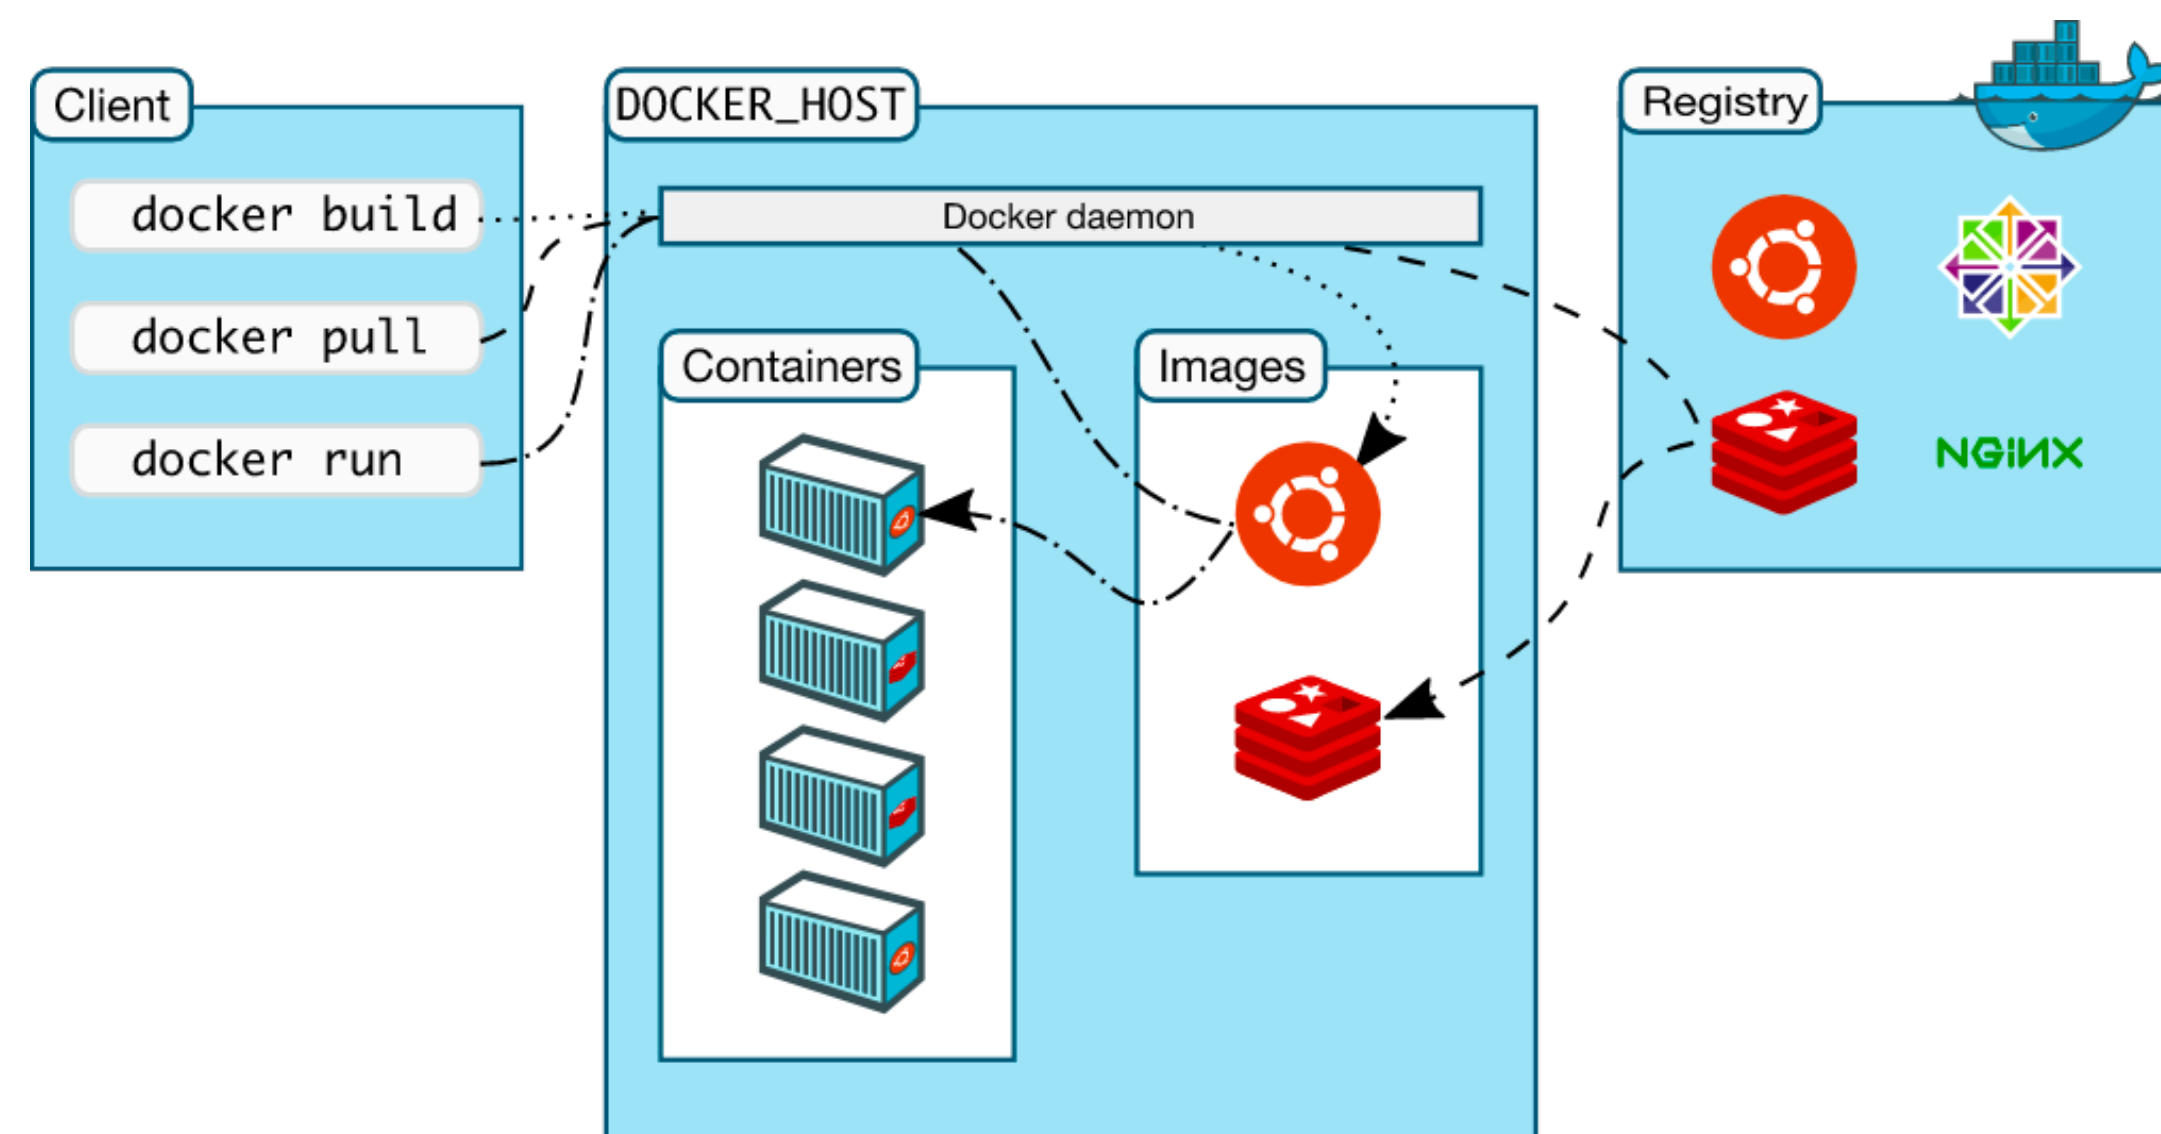 Client
docker build
docker pull
docker run
DOCKER_HOST
Docker daemon
Containers
Images
Registry
NGiNX